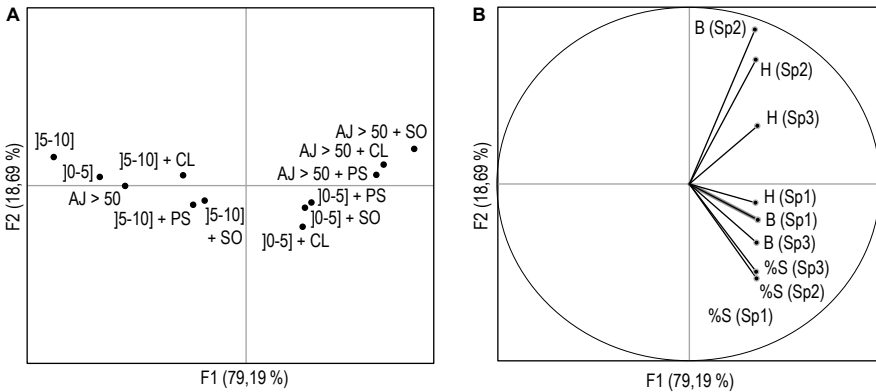 A
]5-10]
]0-5]
AJ > 50
]5-10] + CL
]5-10] + PS
]5-10]
+ SO
AJ > 50 + SO
AJ > 50 + CL
AJ > 50 + PS
]0-5] + PS
]0-5] + SO
]0-5] + CL
F2 (18,69 %)
F1 (79,19 %)
B
B (Sp2)
H (Sp2)
H (Sp3)
H (Sp1)
B (Sp1)
B (Sp3)
%S (Sp3)
%S (Sp2)
%S (Sp1)
F2 (18,69 %)
F1 (79,19 %)